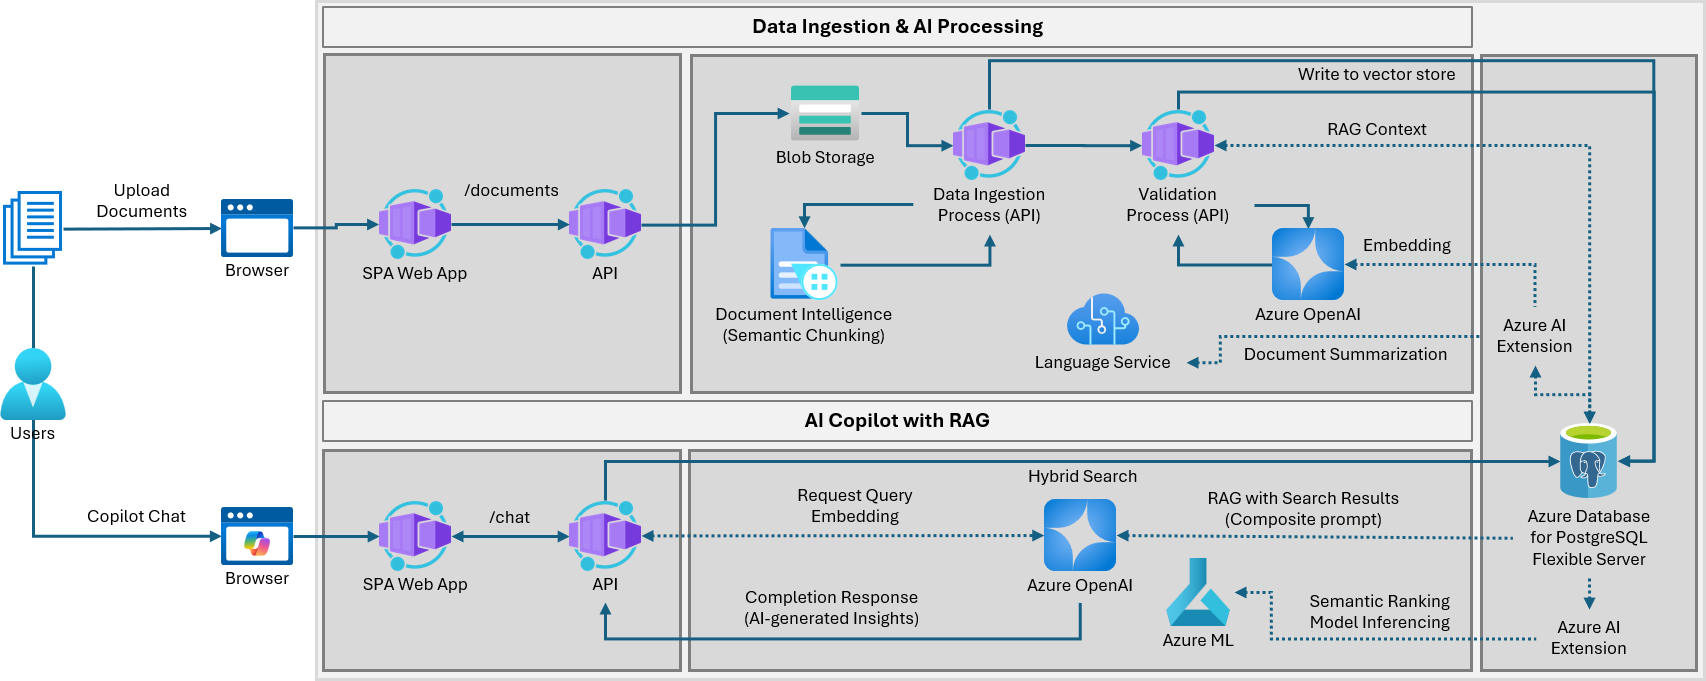 Data Ingestion & AI Processing
Write to vector store
RAG Context
Blob Storage
Upload
Documents
/documents
Data Ingestion
Process (API)
Validation
Process (API)
Browser
SPA Web App
API
Embedding
Document Intelligence
(Semantic Chunking)
Azure OpenAI
Azure AI
Extension
Language Service
Document Summarization
Users
AI Copilot with RAG
Hybrid Search
Request Query
Embedding
RAG with Search Results
(Composite prompt)
Copilot Chat
/chat
Azure Database
for PostgreSQL
Flexible Server
Browser
SPA Web App
API
Azure OpenAI
Completion Response
(AI-generated Insights)
Semantic Ranking
Model Inferencing
Azure ML
Azure AI
Extension